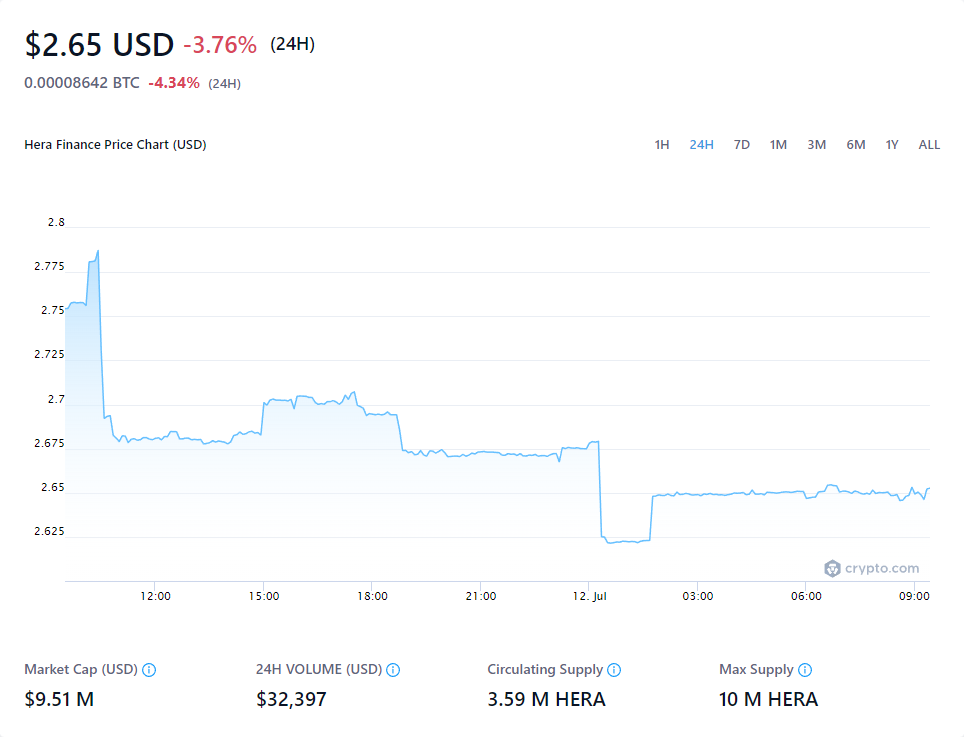 $2.65 USD -3.76% (24H)
0.00008642 BTC -4.34% (24H)
Hera Finance Price Chart (USD) 1H 24H 7D 1M 3M 6M 1Y ALL
2.8
2.775
2.75
2.725
2.7
2.675
2.65
2.625
crypto.com
12:00 15:00 18:00 21:00 12. Jul 03:00 06:00 09:00
Market Cap (USD) 24H VOLUME (USD) Circulating Supply Max Supply
$9.51 M $32,397 3.59 M HERA 10 M HERA